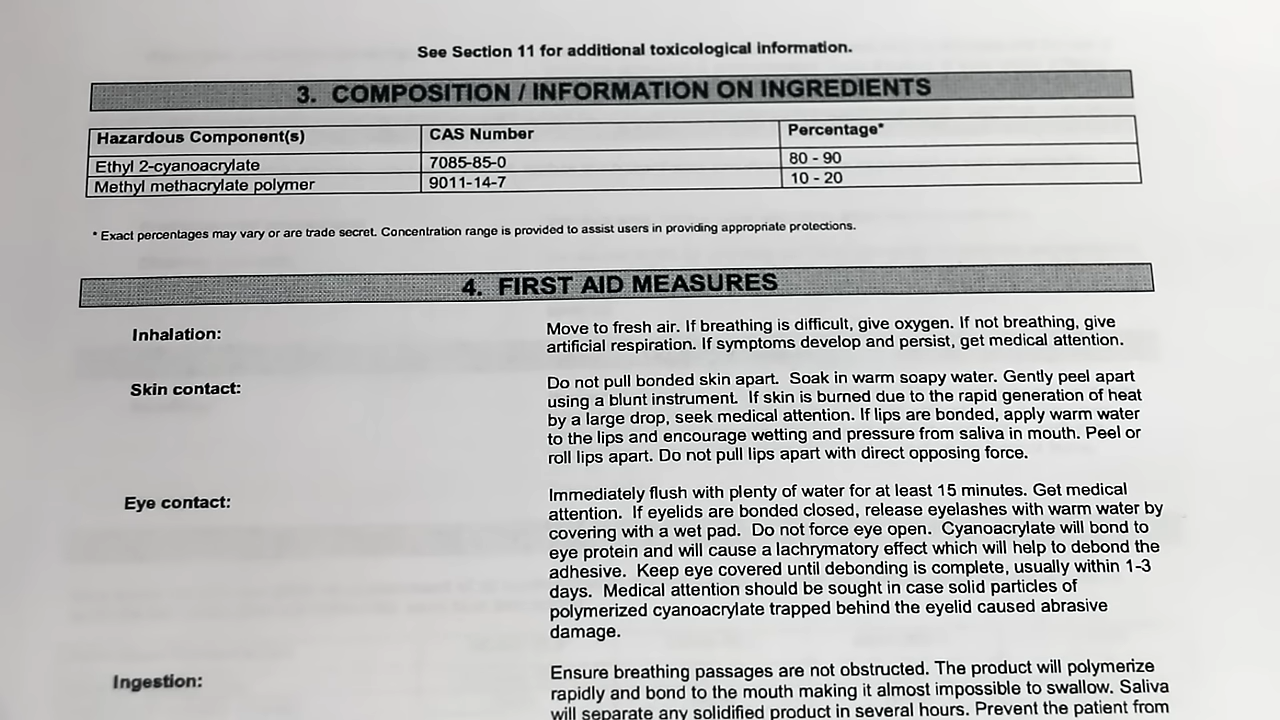 See Section 11 for additional toxicological information.
3. COMPOSITION / INFORMATION ON INGREDIENTS
Hazardous Component(s) CAS Number Percentage*
Ethyl 2-cyanoacrylate 7085-85-0 80 - 90
Methyl methacrylate polymer 9011-14-7 10 - 20
* Exact percentages may vary or are trade secret. Concentration range is provided to assist users in providing appropriate protections.
4. FIRST AID MEASURES
Inhalation: Move to fresh air. If breathing is difficult, give oxygen. If not breathing, give
artificial respiration. If symptoms develop and persist, get medical attention.
Skin contact: Do not pull bonded skin apart. Soak in warm soapy water. Gently peel apart
using a blunt instrument. If skin is burned due to the rapid generation of heat
by a large drop, seek medical attention. If lips are bonded, apply warm water
to the lips and encourage wetting and pressure from saliva in mouth. Peel or
roll lips apart. Do not pull lips apart with direct opposing force.
Eye contact: Immediately flush with plenty of water for at least 15 minutes. Get medical
attention. If eyelids are bonded closed, release eyelashes with warm water by
covering with a wet pad. Do not force eye open. Cyanoacrylate will bond to
eye protein and will cause a lachrymatory effect which will help to debond the
adhesive. Keep eye covered until debonding is complete, usually within 1-3
days. Medical attention should be sought in case solid particles of
polymerized cyanoacrylate trapped behind the eyelid caused abrasive
damage.
Ingestion: Ensure breathing passages are not obstructed. The product will polymerize
rapidly and bond to the mouth making it almost impossible to swallow. Saliva
will separate any solidified product in several hours. Prevent the patient from